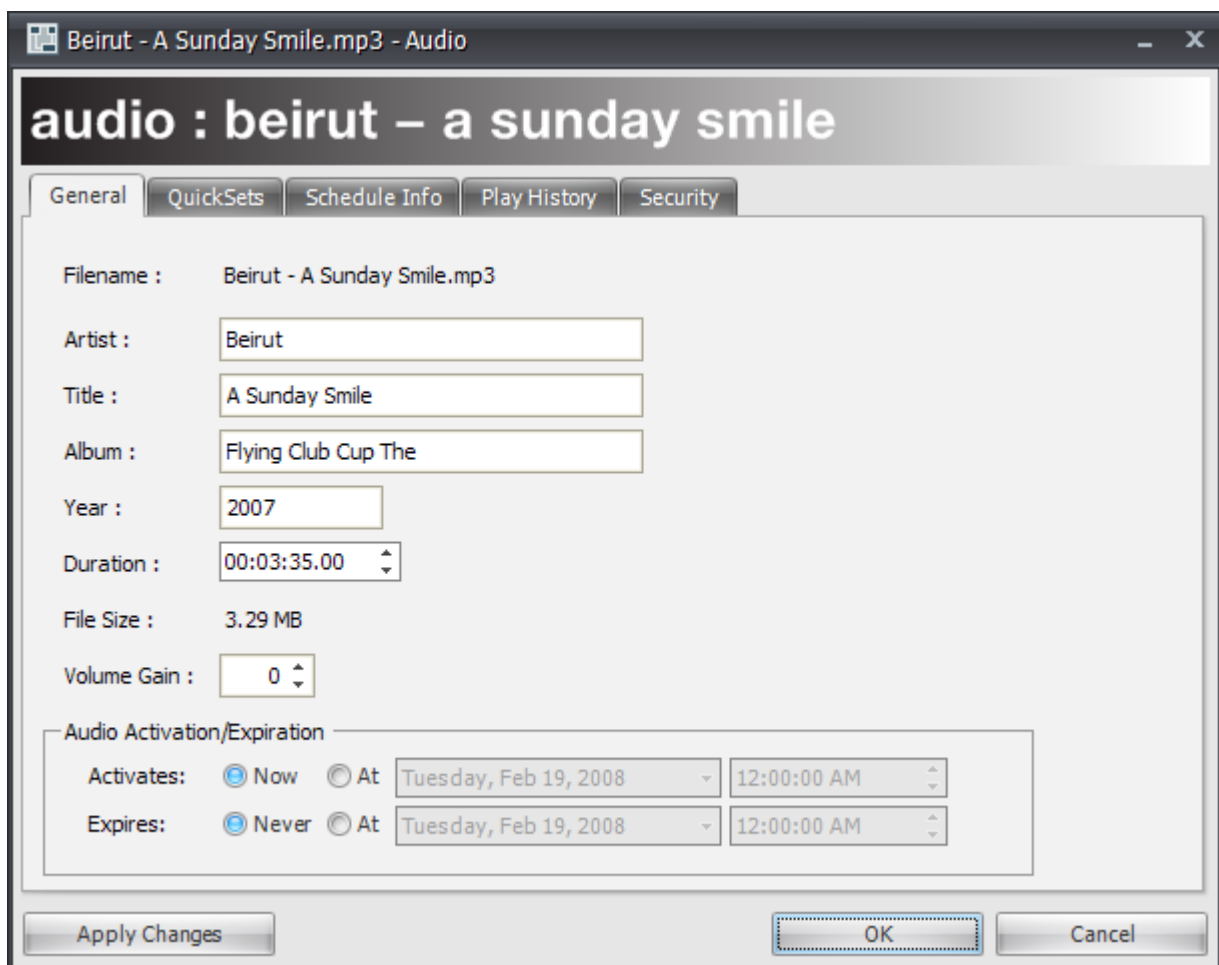 Beirut - A Sunday Smile.mp3 - Audio
audio : beirut – a sunday smile
General QuickSets Schedule Info Play History Security
Filename : Beirut - A Sunday Smile.mp3
Artist : Beirut
Title : A Sunday Smile
Album : Flying Club Cup The
Year : 2007
Duration : 00:03:35.00
File Size : 3.29 MB
Volume Gain : 0
Audio Activation/Expiration
Activates: Now At Tuesday, Feb 19, 2008 12:00:00 AM
Expires: Never At Tuesday, Feb 19, 2008 12:00:00 AM
Apply Changes OK Cancel